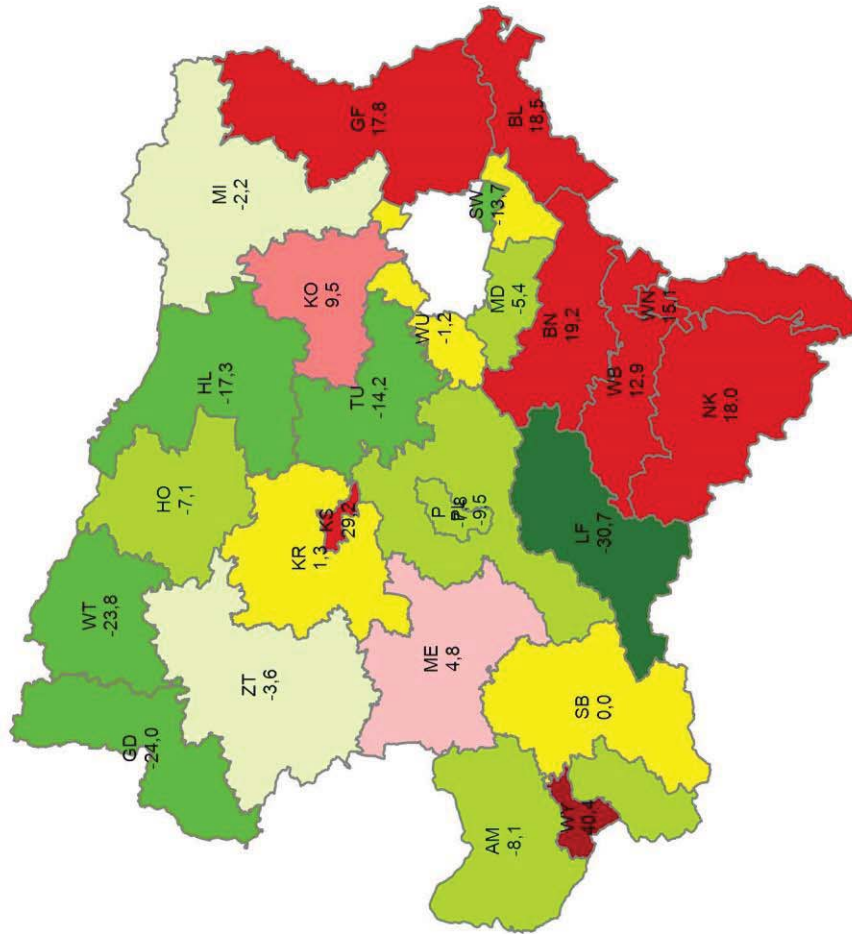 WT
-23,8
GD
-24,0
HO
-7,1
HL
-17,3
MI
-2,2
ZT
-3,6
KR
1,3
KO
9,5
KS
29,2
TU
-14,2
GF
17.8
WU
-1,2
ME
4,8
P
-9,5
SW
-13,7
AM
-8,1
MD
-5,4
BL
18,5
BN
19,2
WY
40,4
SB
0,0
LF
-30,7
WB
12,9
WN
15,1
NK
18.0